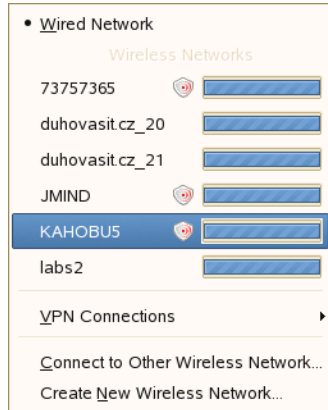 Wired Network
Wireless Networks
73757365
duhovasit.cz_20
duhovasit.cz_21
JMIND
KAHOBU5
labs2
VPN Connections
Connect to Other Wireless Network...
Create New Wireless Network...